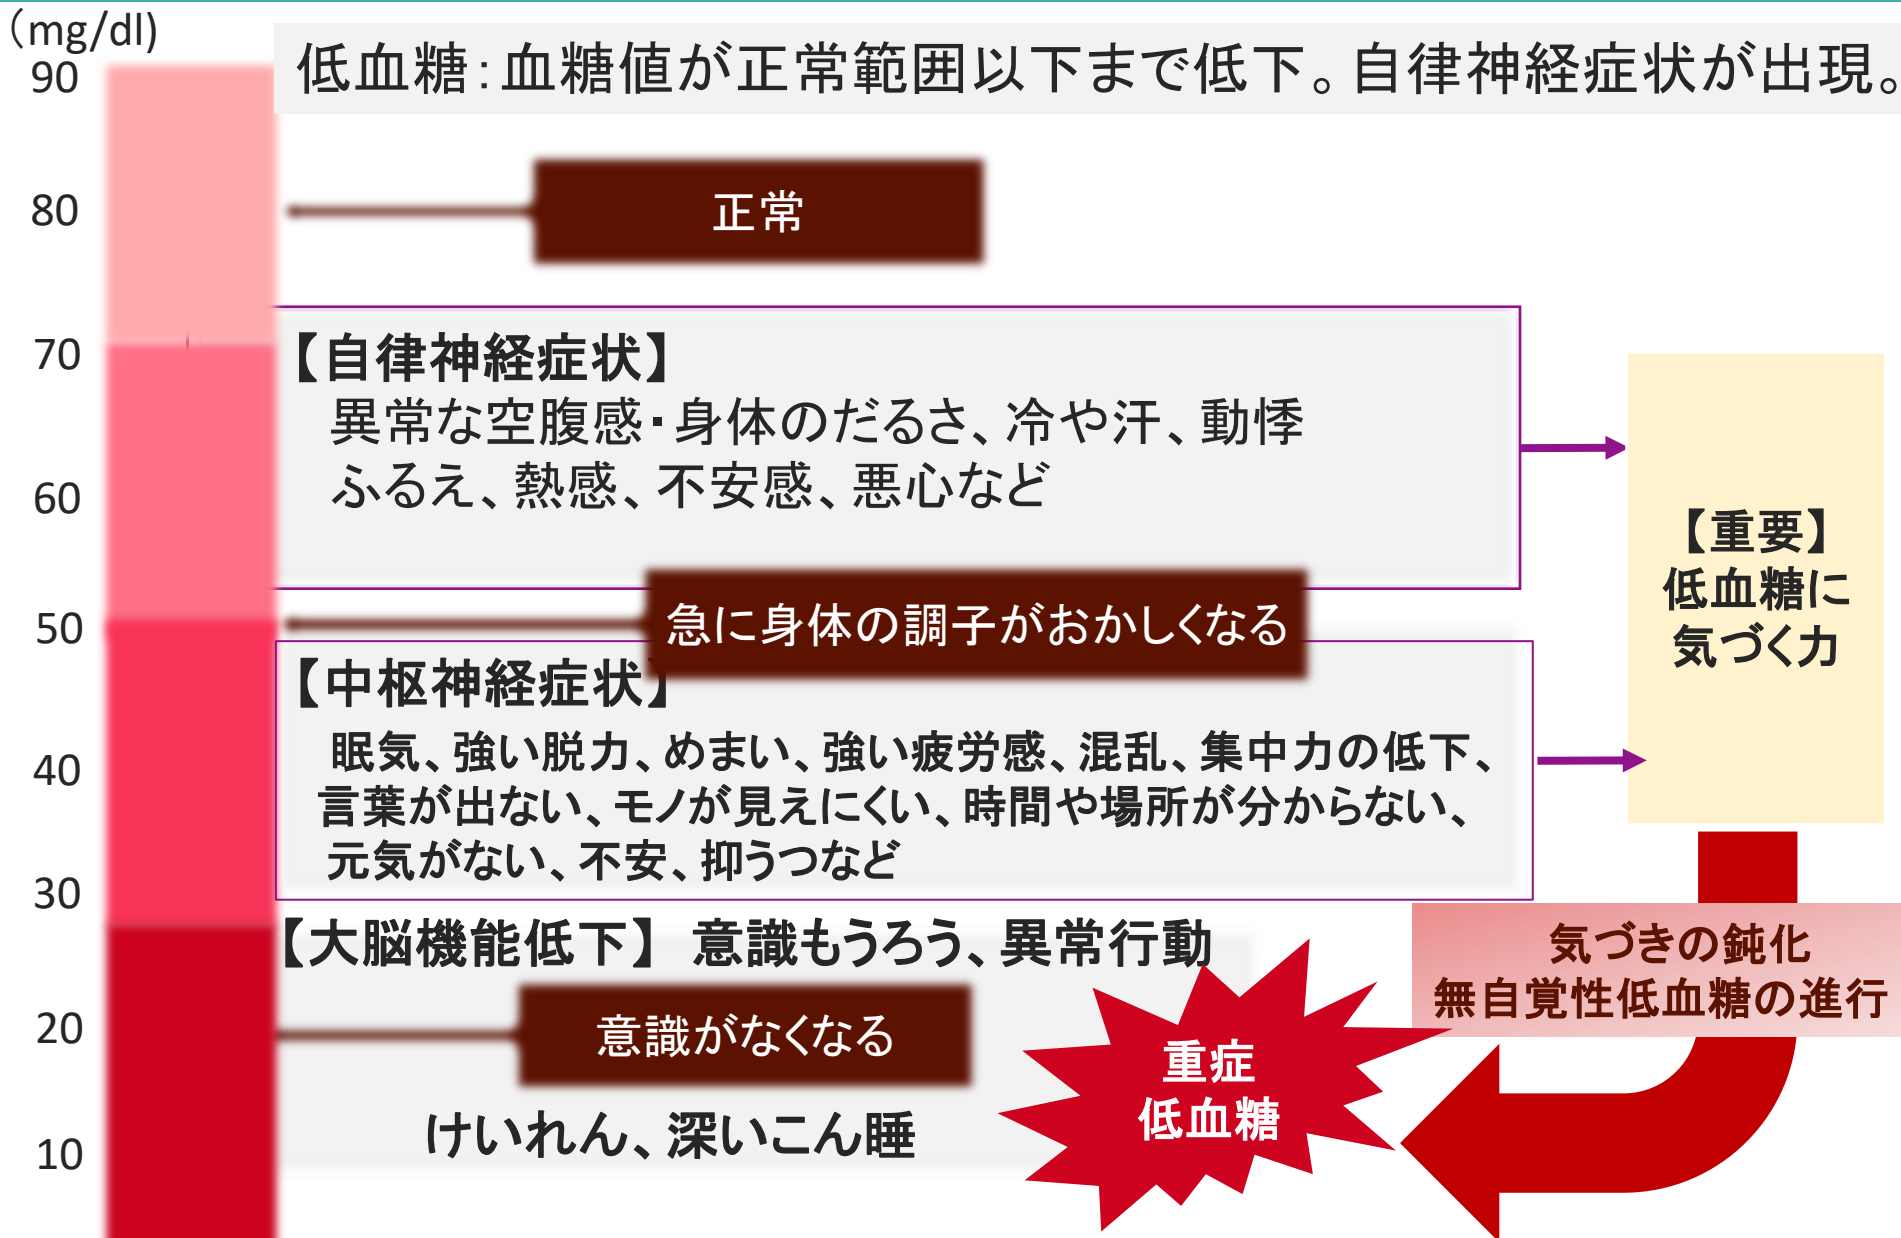 （mg/dl)
低血糖：血糖値が正常範囲以下まで低下。自律神経症状が出現。
90
80
正常
70
【自律神経症状】
異常な空腹感・身体のだるさ、冷や汗、動悸
ふるえ、熱感、不安感、悪心など
60
【重要】
低血糖に
気づく力
50
急に身体の調子がおかしくなる
【中枢神経症状】
眠気、強い脱力、めまい、強い疲労感、混乱、集中力の低下、
40
言葉が出ない、モノが見えにくい、時間や場所が分からない、
元気がない、不安、抑うつなど
30
【大脳機能低下】 意識もうろう、異常行動
気づきの鈍化
無自覚性低血糖の進行
20
意識がなくなる
重症
低血糖
けいれん、深いこん睡
10